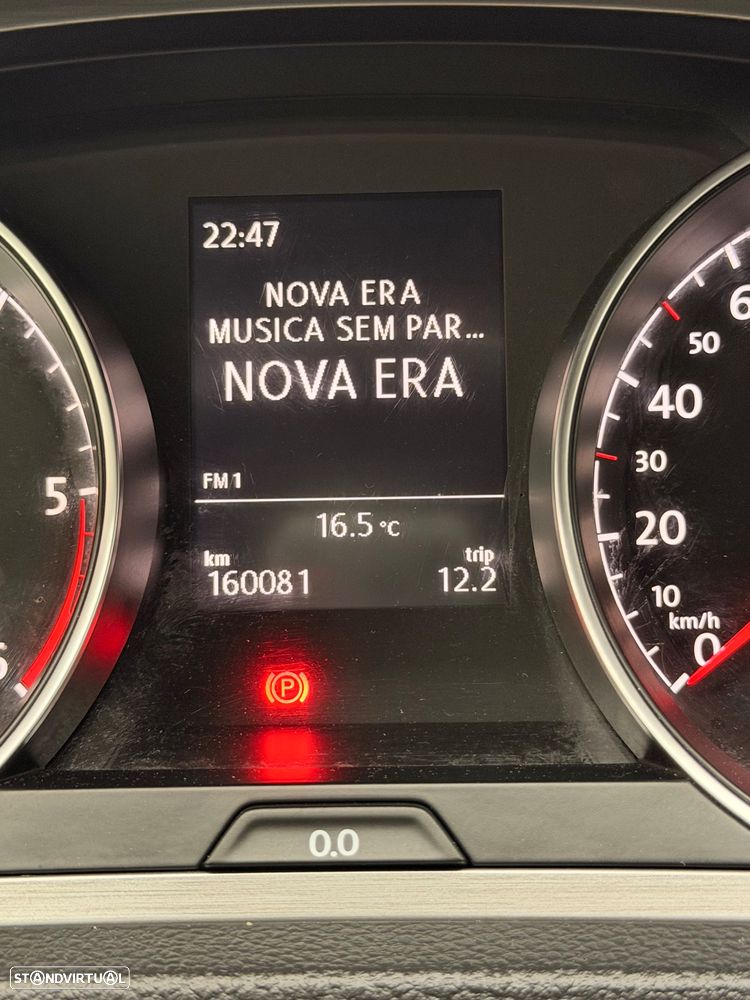 22:47
NOVA ERA
MUSICA SEM PAR...
NOVA ERA
FM1
16.5 °C
km trip
160081 12.2
5
60
50
40
30
20
10
km/h
0
P
0.0
STANDVIRTUAL